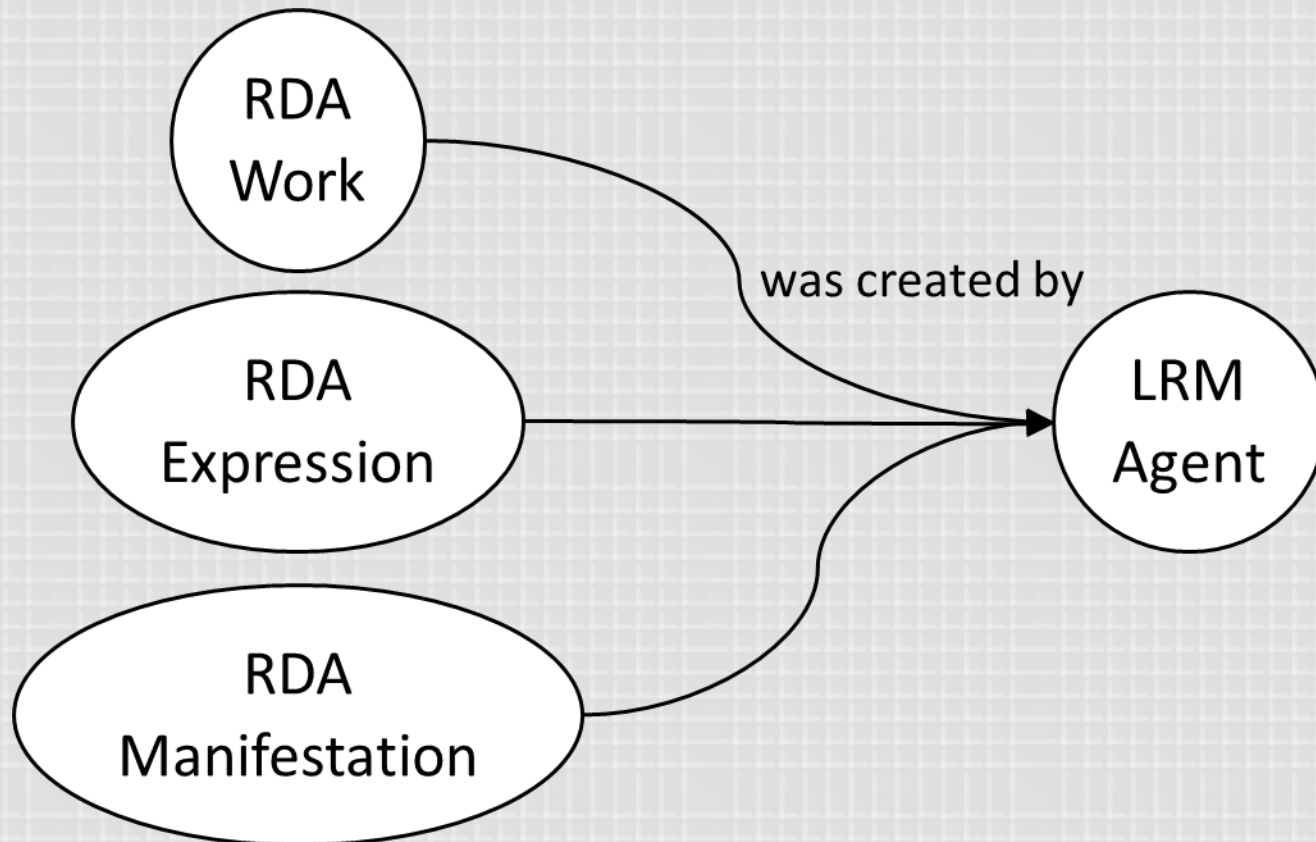 RDA
Work
was created by
RDA
Expression
LRM
Agent
RDA
Manifestation